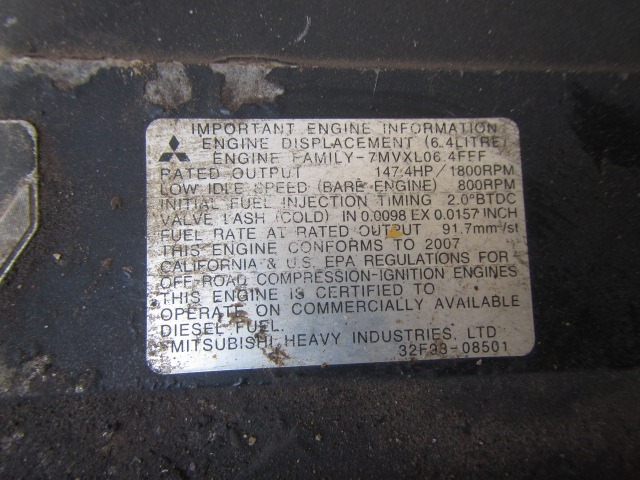 IMPORTANT ENGINE INFORMATION
ENGINE DISPLACEMENT (6.4LITRE)
ENGINE FAMILY-7MVXL06.4FFF
RATED OUTPUT 147.4HP/1800RPM
LOW IDLE SPEED (BARE ENGINE) 800RPM
INITIAL FUEL INJECTION TIMING 2.0°BTDC
VALVE LASH (COLD) IN 0.0098 EX 0.0157 INCH
FUEL RATE AT RATED OUTPUT 91.7mm³/st
THIS ENGINE CONFORMS TO 2007
CALIFORNIA & U.S. EPA REGULATIONS FOR
OFF-ROAD COMPRESSION-IGNITION ENGINES
THIS ENGINE IS CERTIFIED TO
OPERATE ON COMMERCIALLY AVAILABLE
DIESEL FUEL.
MITSUBISHI HEAVY INDUSTRIES, LTD
32F93-08501